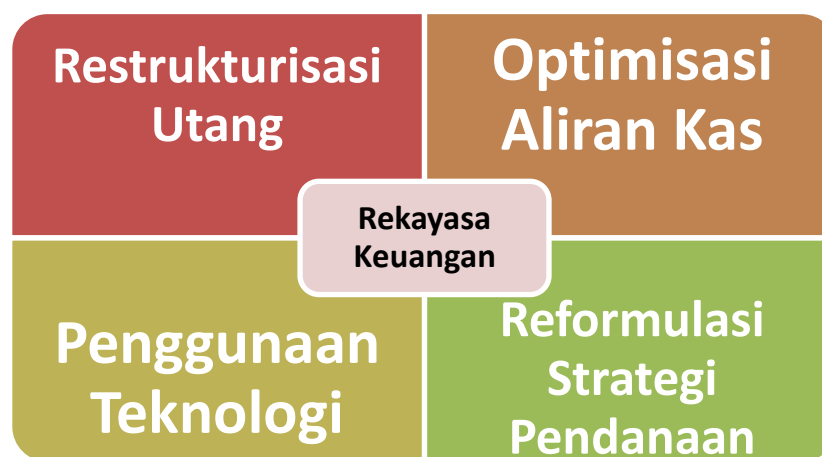 Restrukturisasi
Utang
Optimisasi
Aliran Kas
Rekayasa
Keuangan
Penggunaan
Teknologi
Reformulasi
Strategi
Pendanaan